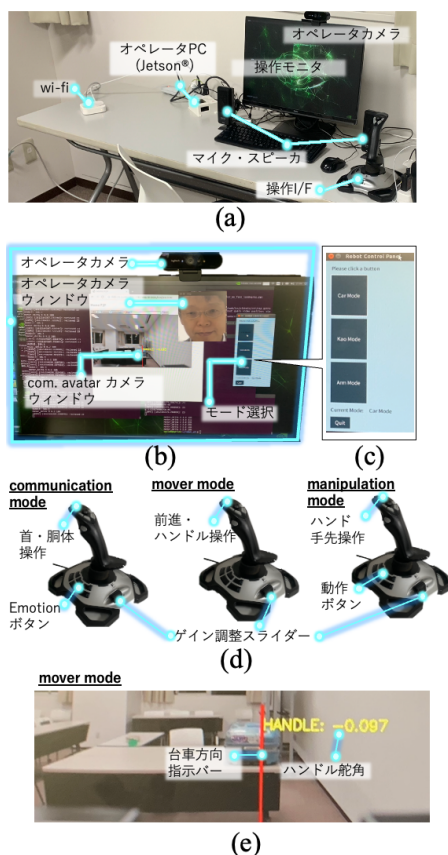 オペレータカメラ
オペレータPC
(Jetson®)
操作モニタ
wi-fi
マイク・スピーカ
操作I/F
(a)
オペレータカメラ
オペレータカメラ
ウィンドウ
com. avatar カメラ
ウィンドウ
モード選択
(b)
Robot Control Panel
Please click a button
Car Mode
Kao Mode
Arm Mode
Current Mode: Car Mode
Quit
(c)
communication
mode
首・胴体
操作
Emotion
ボタン
mover mode
前進・
ハンドル操作
manipulation
mode
ハンド
手先操作
動作
ボタン
ゲイン調整スライダー
(d)
mover mode
HANDLE: -0.097
台車方向
指示バー
ハンドル舵角
(e)